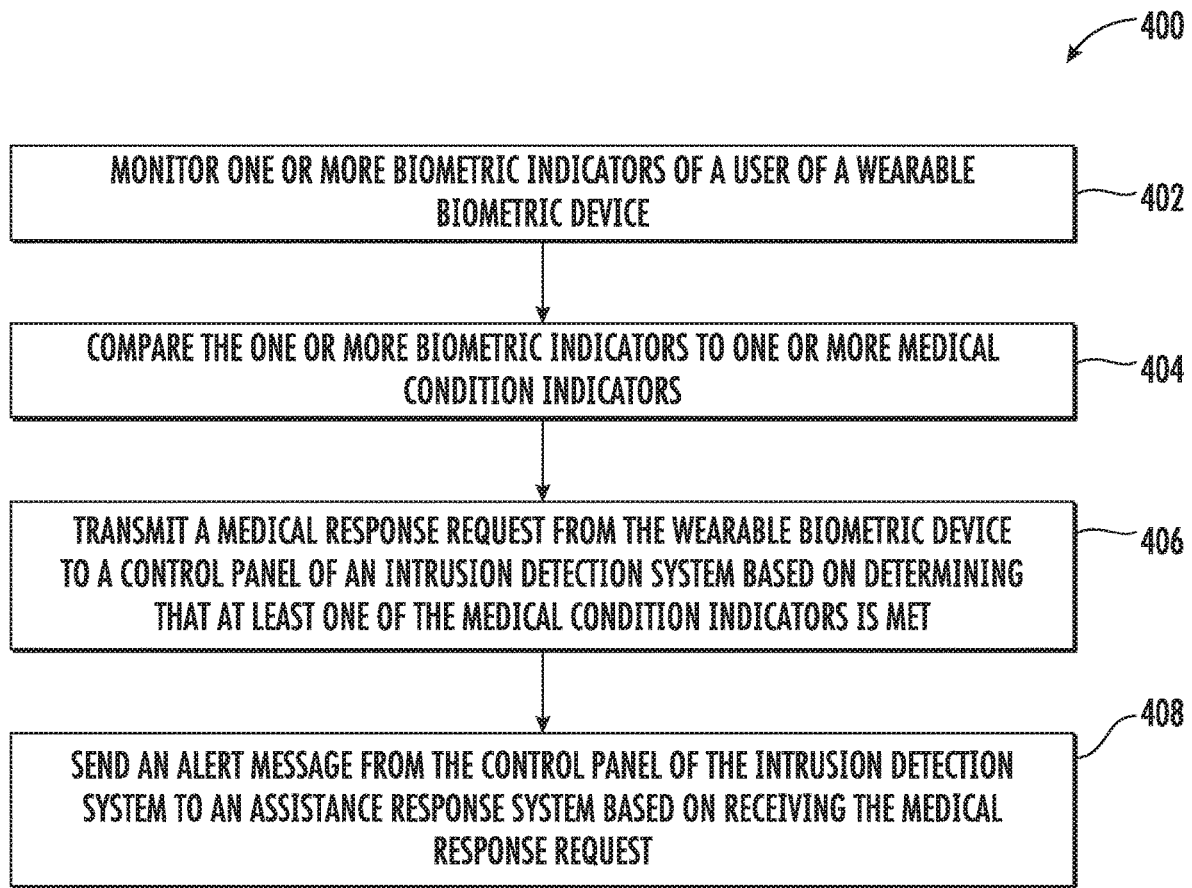 400
MONITOR ONE OR MORE BIOMETRIC INDICATORS OF A USER OF A WEARABLE
BIOMETRIC DEVICE
402
COMPARE THE ONE OR MORE BIOMETRIC INDICATORS TO ONE OR MORE MEDICAL
CONDITION INDICATORS
404
TRANSMIT A MEDICAL RESPONSE REQUEST FROM THE WEARABLE BIOMETRIC DEVICE
TO A CONTROL PANEL OF AN INTRUSION DETECTION SYSTEM BASED ON DETERMINING
THAT AT LEAST ONE OF THE MEDICAL CONDITION INDICATORS IS MET
406
SEND AN ALERT MESSAGE FROM THE CONTROL PANEL OF THE INTRUSION DETECTION
SYSTEM TO AN ASSISTANCE RESPONSE SYSTEM BASED ON RECEIVING THE MEDICAL
RESPONSE REQUEST
408